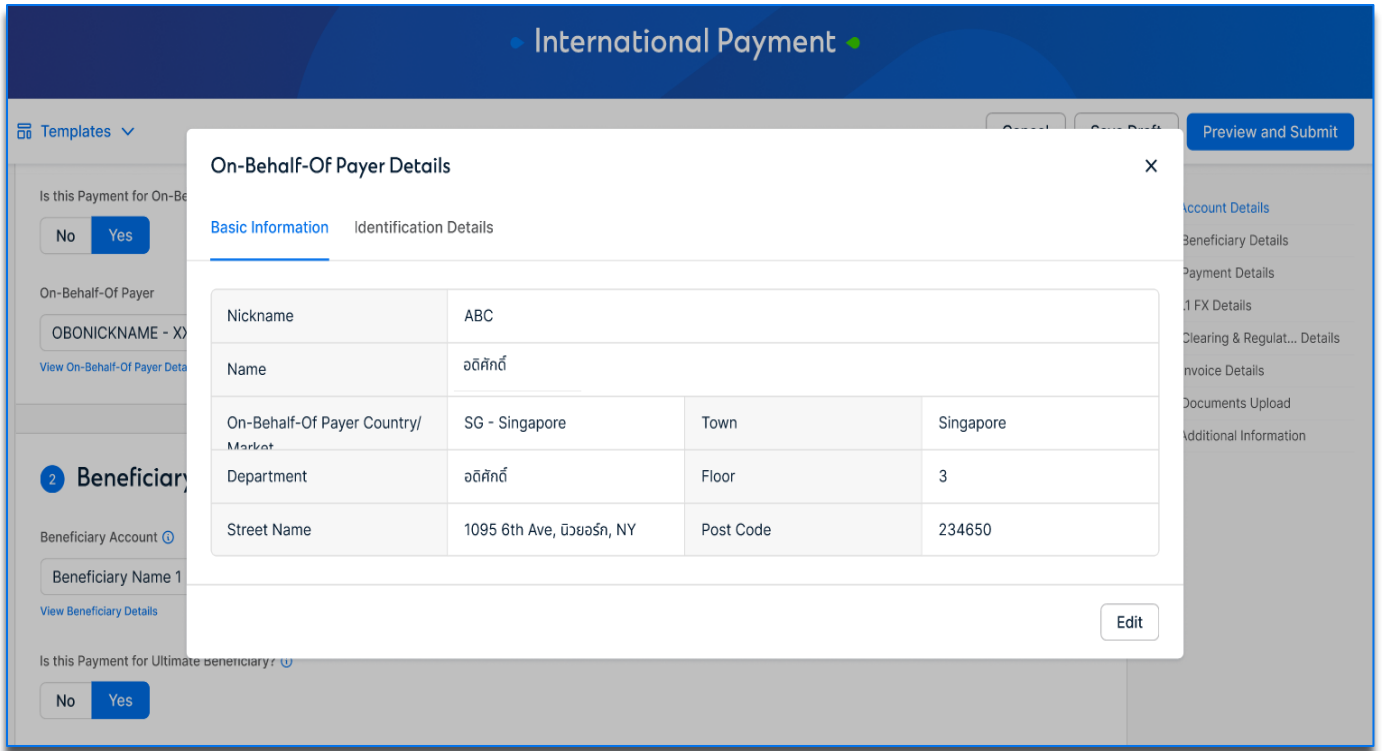 International Payment
Templates
Preview and Submit
On-Behalf-Of Payer Details
Basic Information Identification Details
Nickname ABC
Name อดิศักดิ์
On-Behalf-Of Payer Country/ SG - Singapore Town Singapore
Market
Department อดิศักดิ์ Floor 3
Street Name 1095 6th Ave, นิวยอร์ก, NY Post Code 234650
Edit
Is this Payment for On-Be
No Yes
On-Behalf-Of Payer
OBONICKNAME - XX
View On-Behalf-Of Payer Deta
2 Beneficiary
Beneficiary Account
Beneficiary Name 1
View Beneficiary Details
Is this Payment for Ultimate Beneficiary?
No Yes
Account Details
Beneficiary Details
Payment Details
.1 FX Details
Clearing & Regulat... Details
Invoice Details
Documents Upload
Additional Information